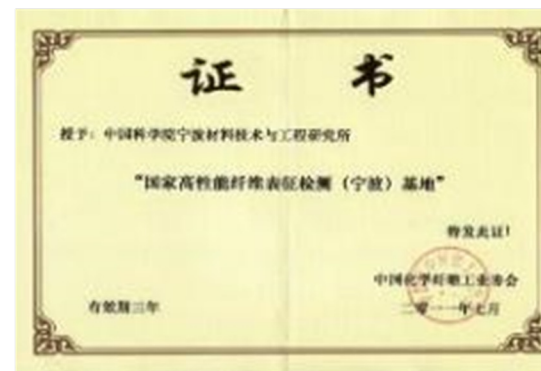 证书
授予：中国科学院宁波材料技术与工程研究所
“国家高性能纤维表征检测（宁波）基地”
特发此证！
中国化学纤维工业协会
有效期三年
二零一一年七月